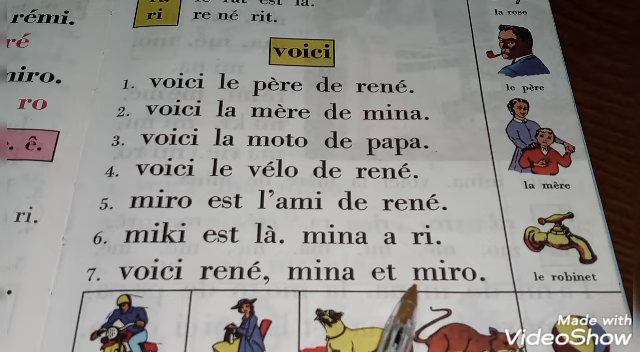 rémi.
ré
miro.
ro
ê.
ri.
ri
re né rit.
voici
1. voici le père de rené.
2. voici la mère de mina.
3. voici la moto de papa.
4. voici le vélo de rené.
5. miro est l'ami de rené.
6. miki est là. mina a ri.
7. voici rené, mina et miro.
la rose
le père
la mère
le robinet
Made with
VideoShow